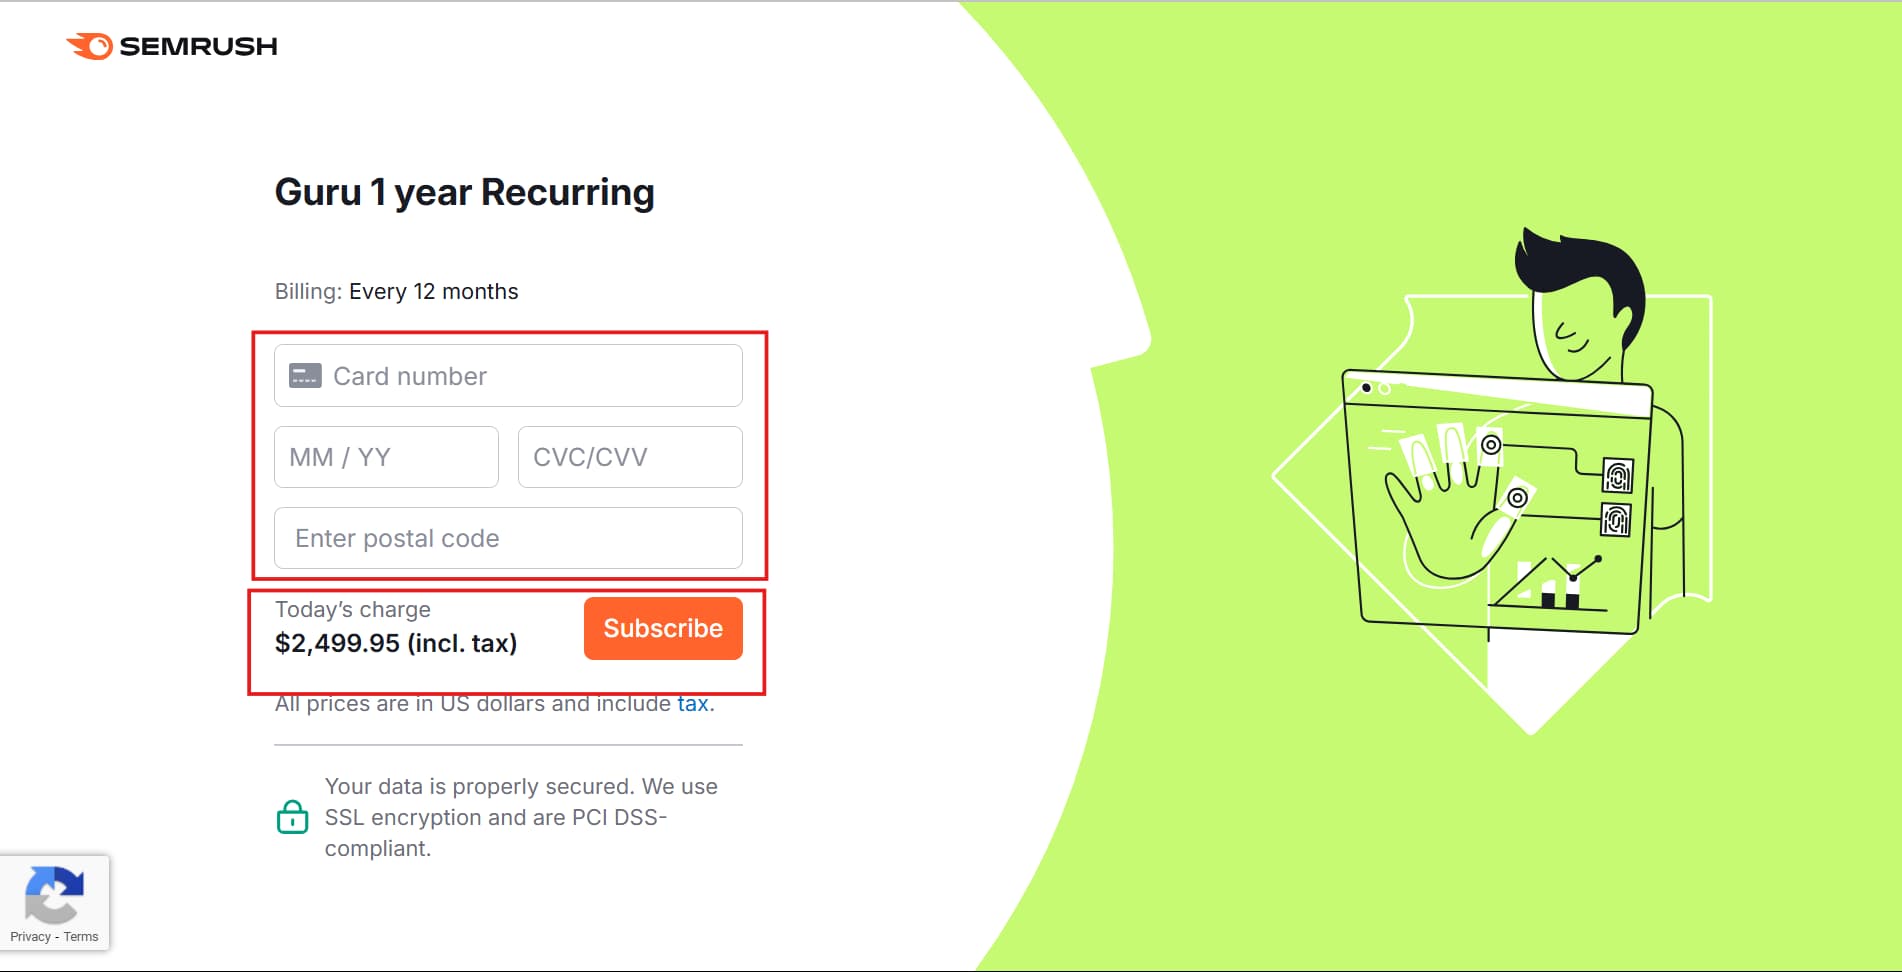 SEMRUSH
Guru 1 year Recurring
Billing: Every 12 months
Card number
MM / YY
CVC/CVV
Enter postal code
Today’s charge
$2,499.95 (incl. tax)
Subscribe
All prices are in US dollars and include tax.
Your data is properly secured. We use
SSL encryption and are PCI DSS-
compliant.
Privacy - Terms